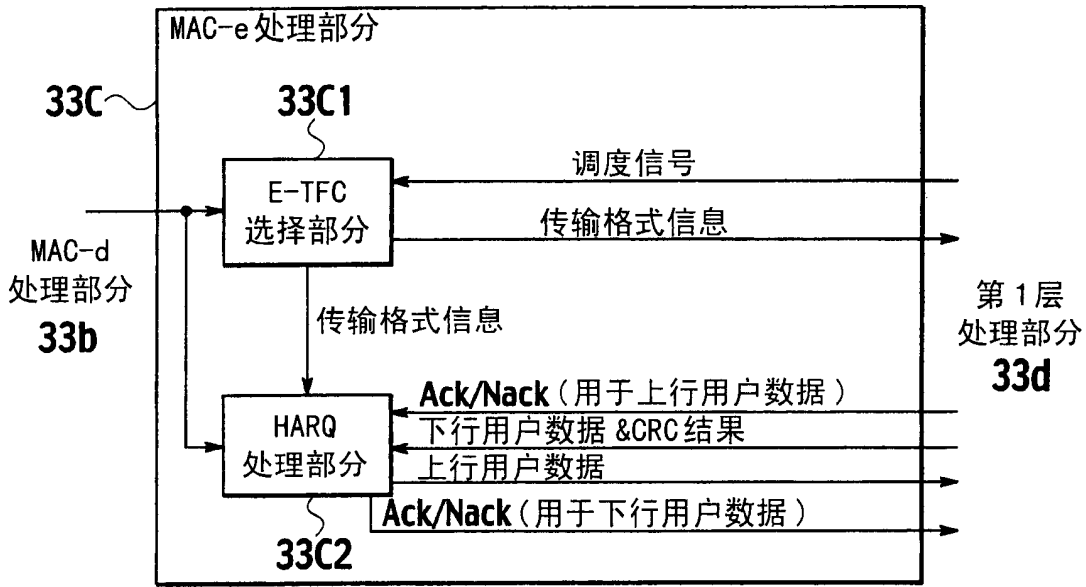 MAC-e处理部分
33C
33C1
E-TFC
选择部分
调度信号
传输格式信息
MAC-d
处理部分
33b
传输格式信息
第1层
处理部分
33d
HARQ
处理部分
Ack/Nack(用于上行用户数据)
下行用户数据&CRC结果
上行用户数据
Ack/Nack(用于下行用户数据)
33C2